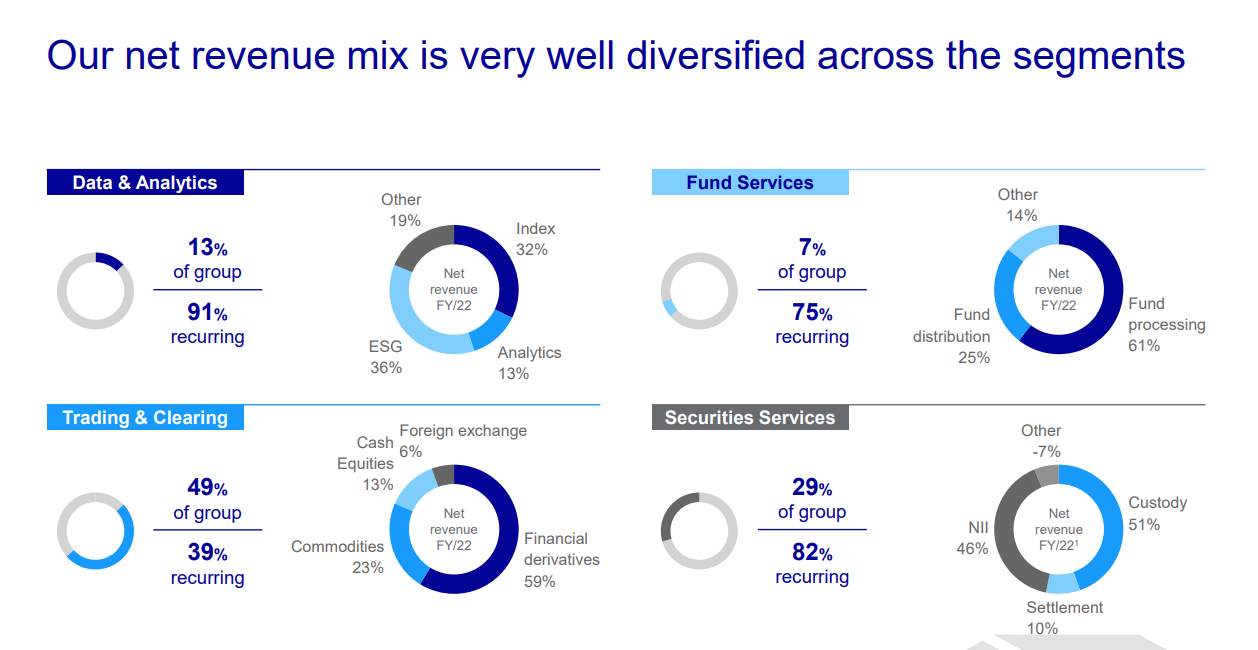 Our net revenue mix is very well diversified across the segments
Data & Analytics
13%
of group
91%
recurring
Other
19%
Index
32%
Net
revenue
FY/22
ESG
36%
Analytics
13%
Fund Services
7%
of group
75%
recurring
Other
14%
Net
revenue
FY/22
Fund
distribution
25%
Fund
processing
61%
Trading & Clearing
49%
of group
39%
recurring
Foreign exchange
6%
Cash
Equities
13%
Net
revenue
FY/22
Commodities
23%
Financial
derivatives
59%
Securities Services
29%
of group
82%
recurring
Other
-7%
Custody
51%
Net
revenue
FY/22¹
NII
46%
Settlement
10%